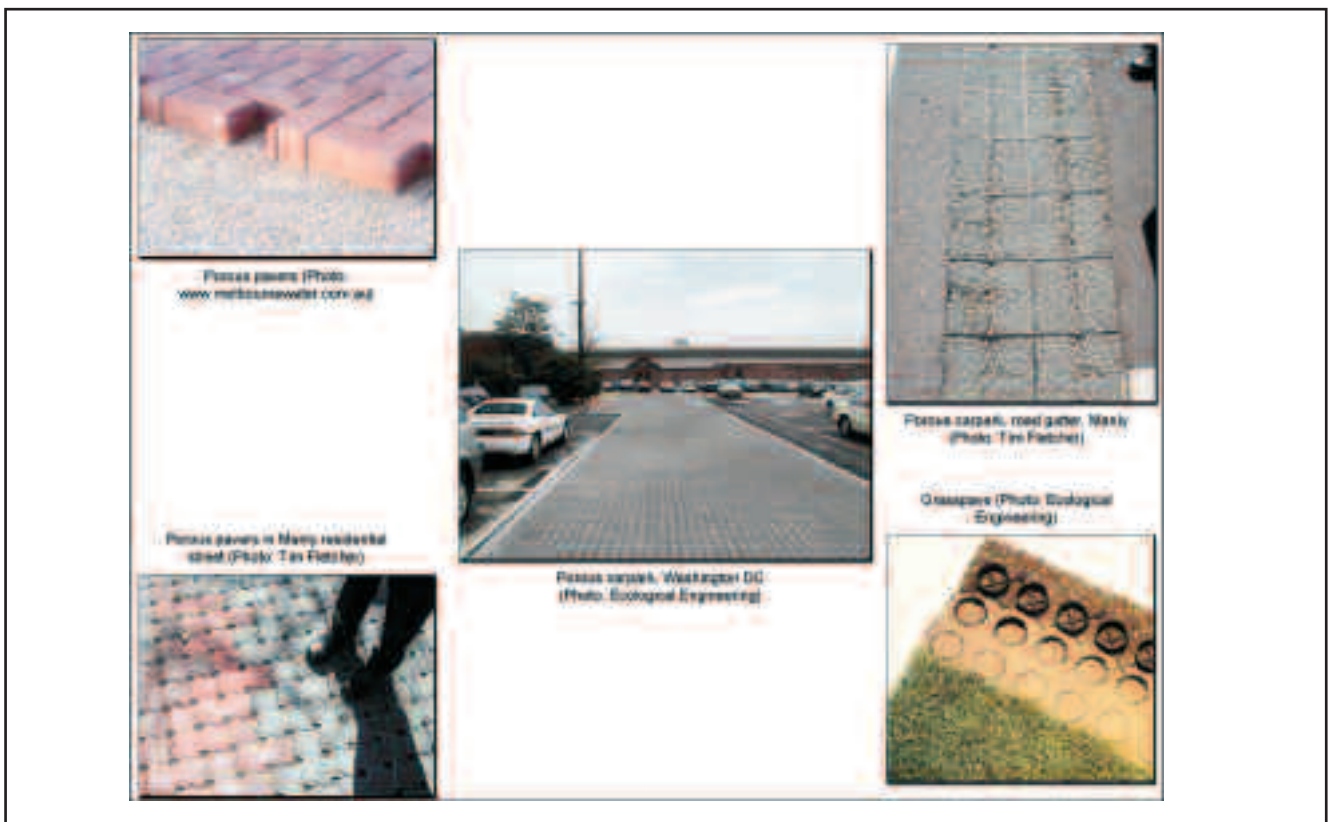 Porous pavers (Photo:
www.melbournewater.com.au)
Porous pavers in Manly residential
street (Photo: Tim Fletcher)
Porous carpark, Washington DC
(Photo: Ecological Engineering)
Porous carpark, road gutter, Manly
(Photo: Tim Fletcher)
Grasspave (Photo: Ecological
Engineering)